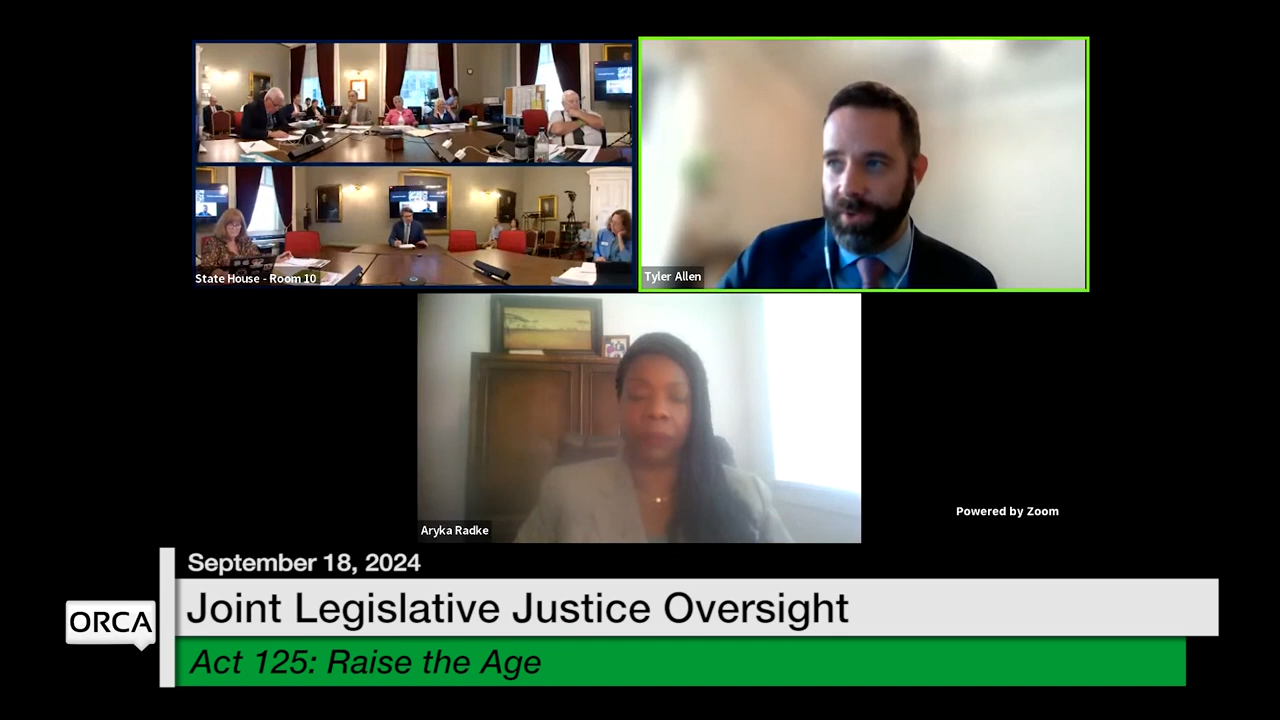 State House - Room 10
Tyler Allen
Aryka Radke
Powered by Zoom
September 18, 2024
ORCA
Joint Legislative Justice Oversight
Act 125: Raise the Age